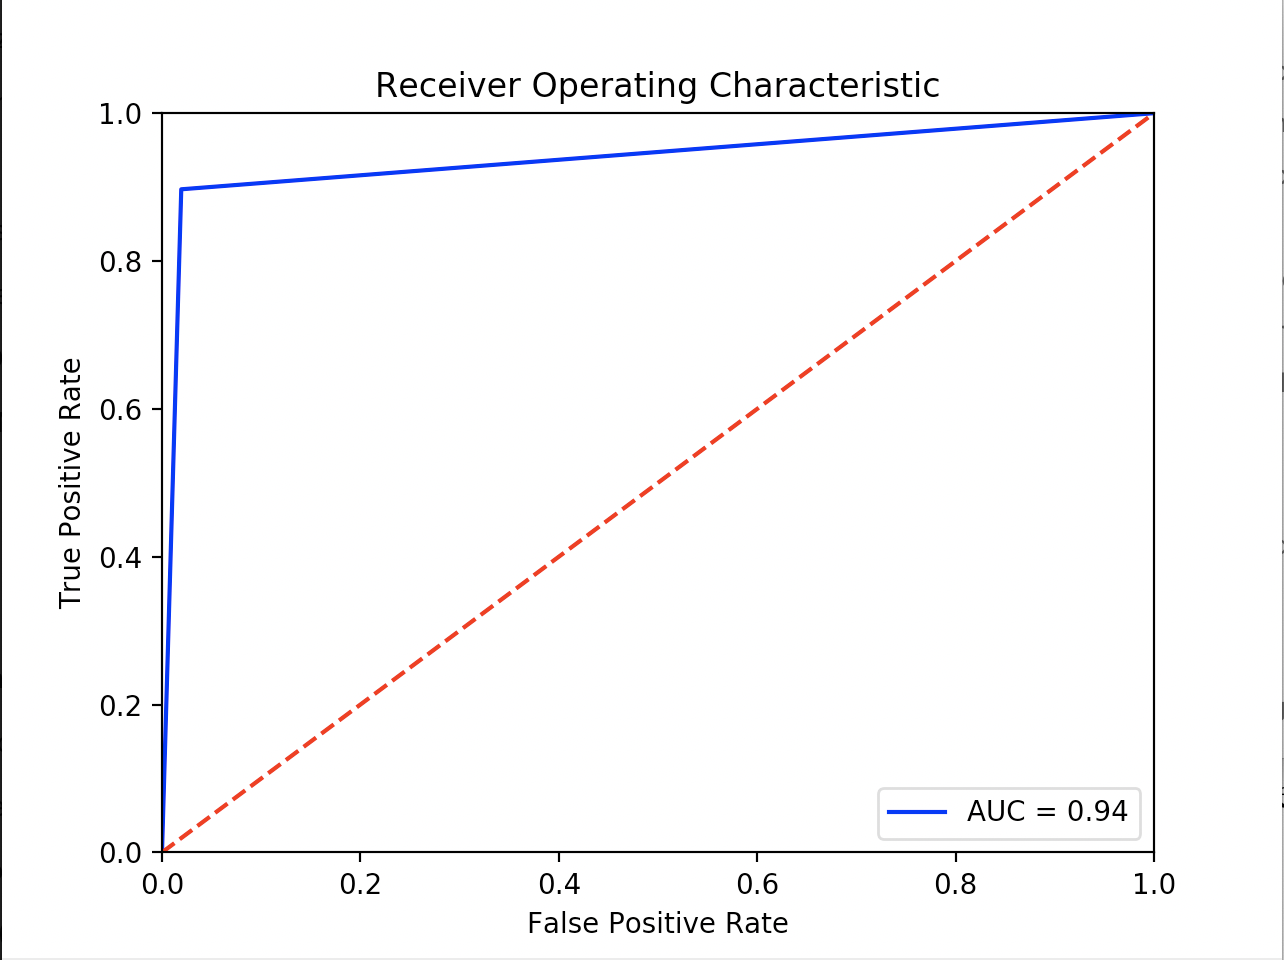 Receiver Operating Characteristic
1.0
0.8
0.6
0.4
0.2
0.0
True Positive Rate
AUC = 0.94
0.0 0.2 0.4 0.6 0.8 1.0
False Positive Rate